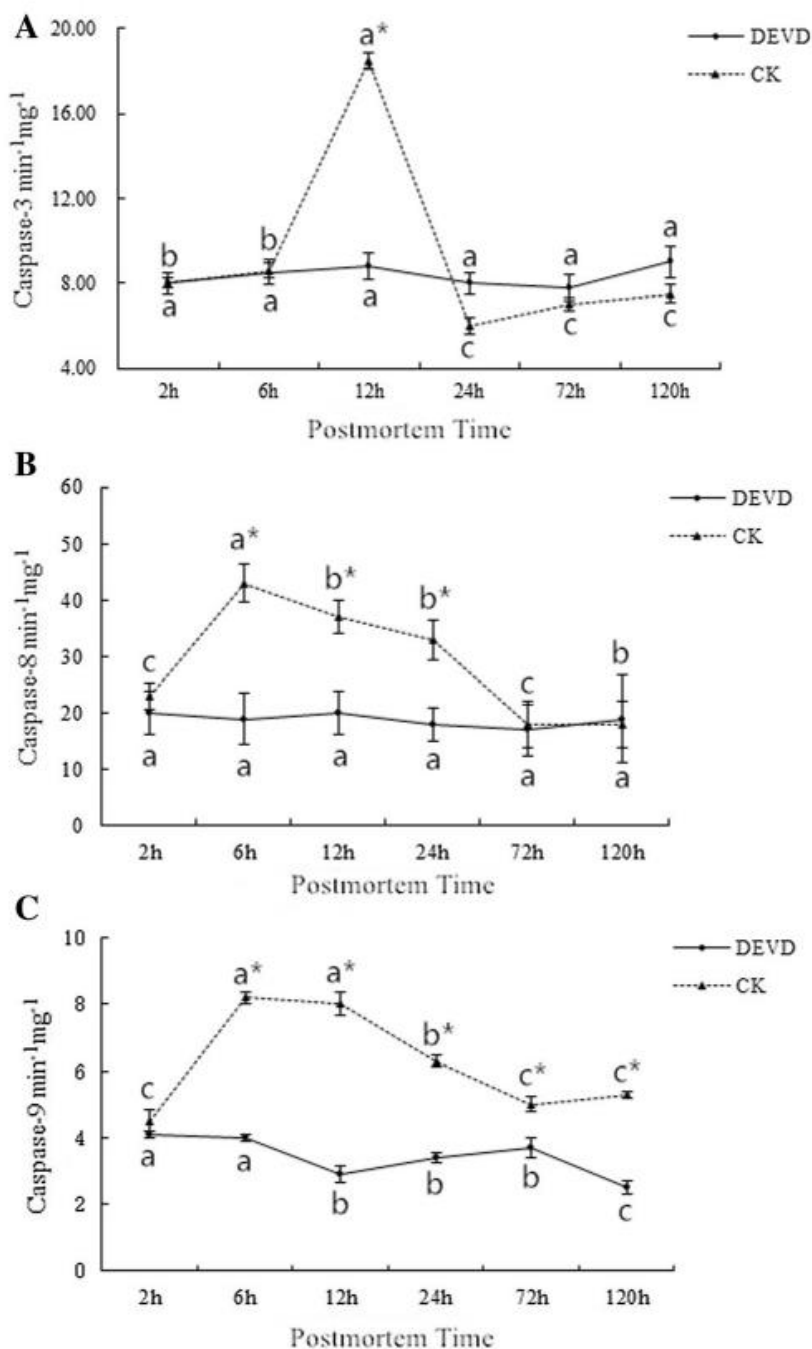 A
20.00
16.00
12.00
8.00
4.00
Caspase-3 min⁻¹mg⁻¹
DEVD
CK
a*
b b a a a
a a a c c c
2h 6h 12h 24h 72h 120h
Postmortem Time
B
60
50
40
30
20
10
0
Caspase-8 min⁻¹mg⁻¹
DEVD
CK
a*
b* b*
c c b
a a a a a a
2h 6h 12h 24h 72h 120h
Postmortem Time
C
10
8
6
4
2
0
Caspase-9 min⁻¹mg⁻¹
DEVD
CK
a* a*
b*
c c* c*
a a b b b c
2h 6h 12h 24h 72h 120h
Postmortem Time